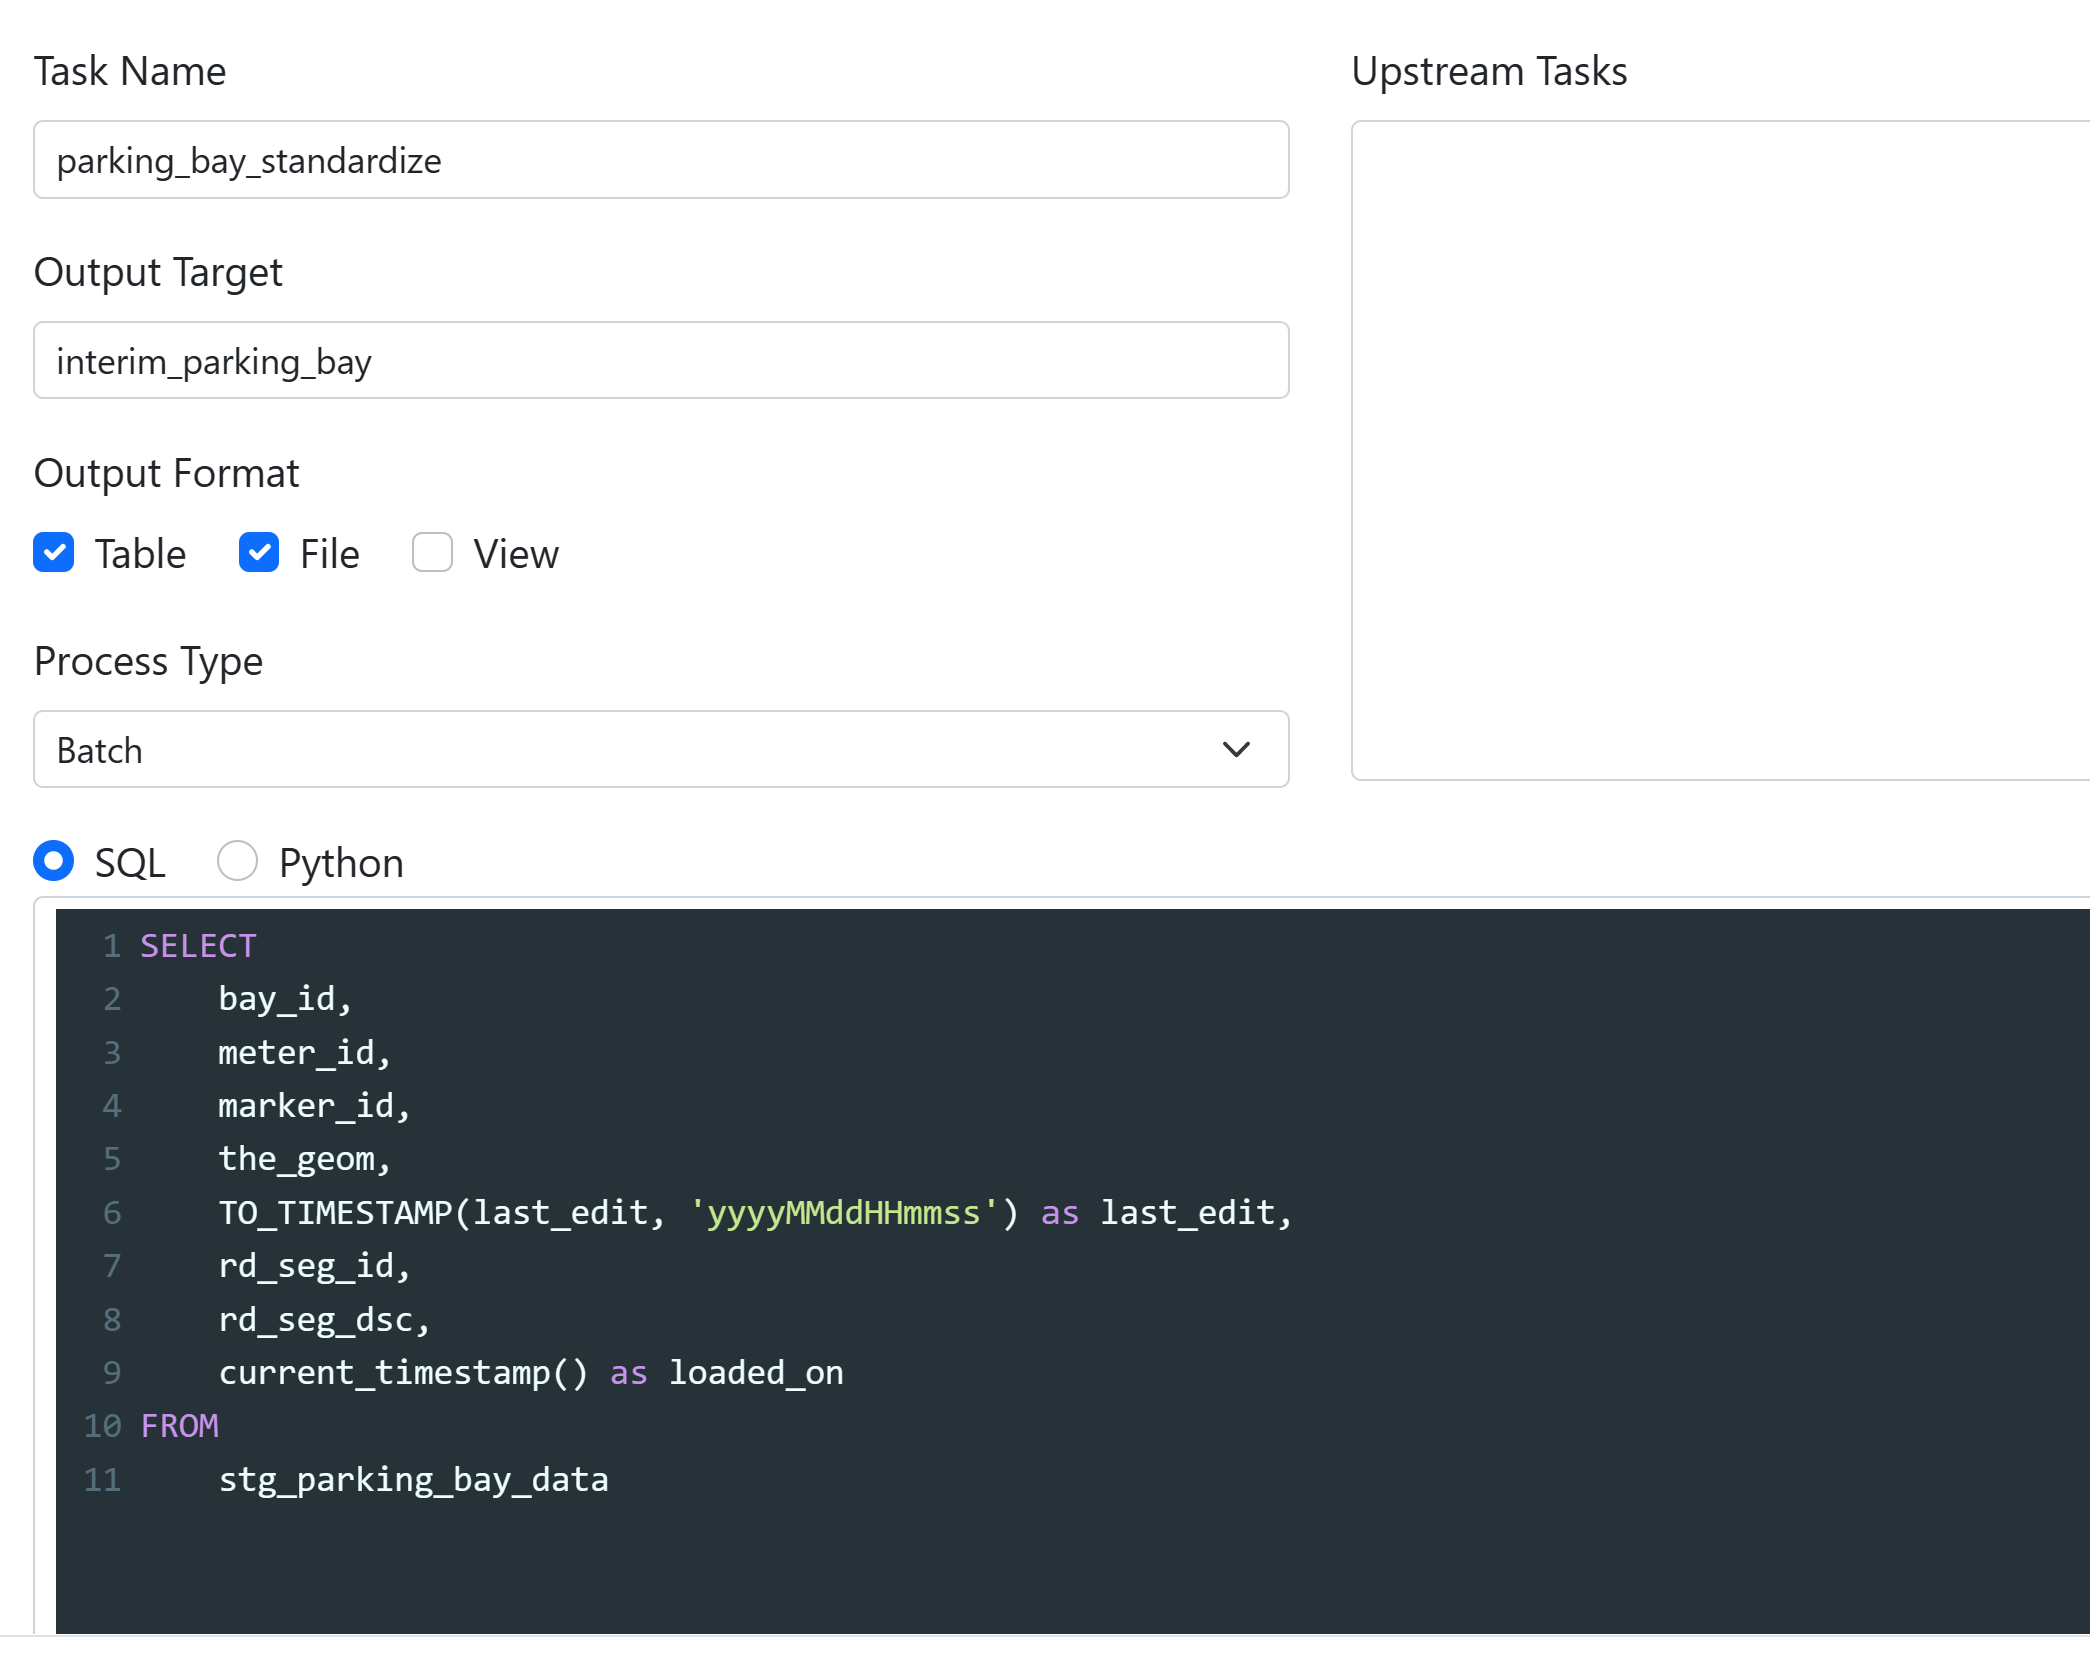 Task Name
parking_bay_standardize
Output Target
interim_parking_bay
Output Format
Table File View
Process Type
Batch
Upstream Tasks
SQL Python
1 SELECT
2     bay_id,
3     meter_id,
4     marker_id,
5     the_geom,
6     TO_TIMESTAMP(last_edit, 'yyyyMMddHHmmss') as last_edit,
7     rd_seg_id,
8     rd_seg_dsc,
9     current_timestamp() as loaded_on
10 FROM
11     stg_parking_bay_data